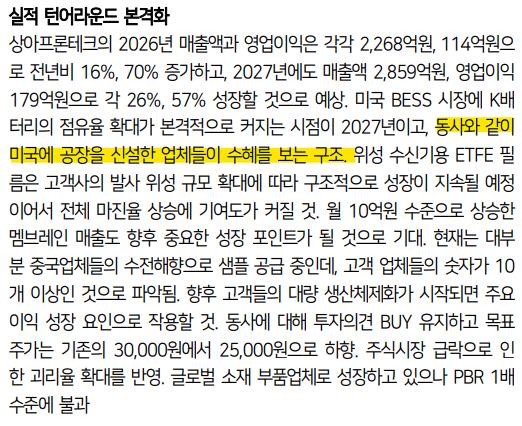 실적 턴어라운드 본격화
상아프론테크의 2026년 매출액과 영업이익은 각각 2,268억원, 114억원으
로 전년비 16%, 70% 증가하고, 2027년에도 매출액 2,859억원, 영업이익
179억원으로 각 26%, 57% 성장할 것으로 예상. 미국 BESS 시장에 K배
터리의 점유율 확대가 본격적으로 커지는 시점이 2027년이고, 동사와 같이
미국에 공장을 신설한 업체들이 수혜를 보는 구조. 위성 수신기용 ETFE 필
름은 고객사의 발사 위성 규모 확대에 따라 구조적으로 성장이 지속될 예정
이어서 전체 마진율 상승에 기여도가 커질 것. 월 10억원 수준으로 상승한
멤브레인 매출도 향후 중요한 성장 포인트가 될 것으로 기대. 현재는 대부
분 중국업체들의 수전해향으로 샘플 공급 중인데, 고객 업체들의 숫자가 10
개 이상인 것으로 파악됨. 향후 고객들의 대량 생산체제화가 시작되면 주요
이익 성장 요인으로 작용할 것. 동사에 대해 투자의견 BUY 유지하고 목표
주가는 기존의 30,000원에서 25,000원으로 하향. 주식시장 급락으로 인
한 괴리율 확대를 반영. 글로벌 소재 부품업체로 성장하고 있으나 PBR 1배
수준에 불과